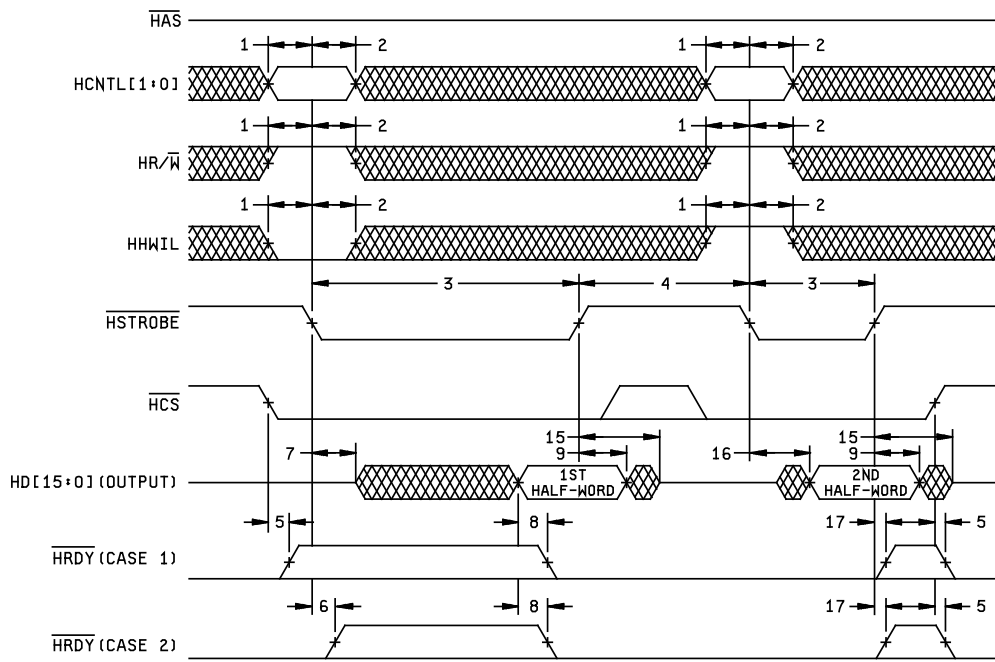 HAS
1 2 1 2
HCNTL[1:0]
1 2 1 2
HR/W
1 2 1 2
HHWIL
3 4 3
HSTROBE
HCS
15 15
7 9 16 9
HD[15:0](OUTPUT) 1ST HALF-WORD 2ND HALF-WORD
5 8 17 5
HRDY(CASE 1)
6 8 17 5
HRDY(CASE 2)